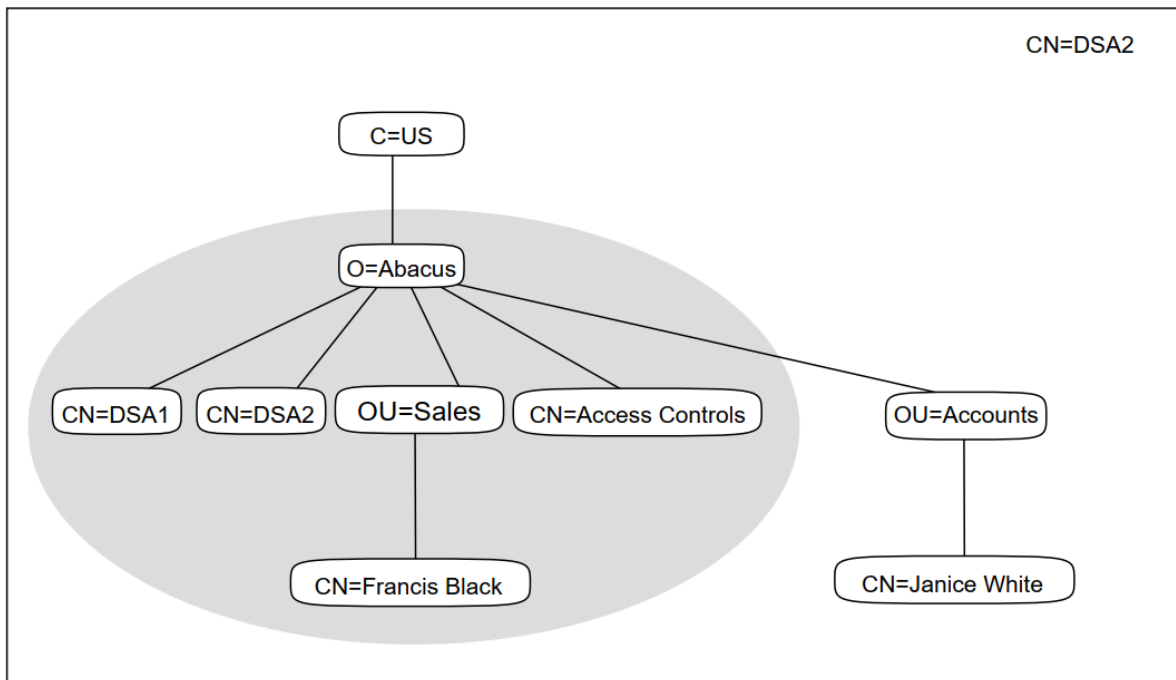 CN=DSA2
C=US
O=Abacus
CN=DSA1
CN=DSA2
OU=Sales
CN=Access Controls
OU=Accounts
CN=Francis Black
CN=Janice White